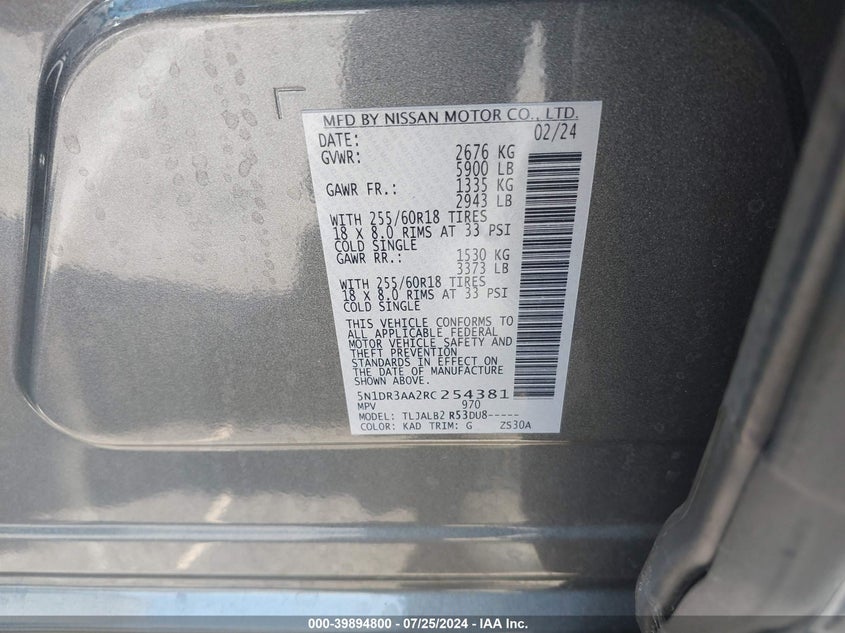 MFD BY NISSAN MOTOR CO., LTD.
DATE: 02/24
GVWR: 2676 KG
5900 LB
GAWR FR.: 1335 KG
2943 LB
WITH 255/60R18 TIRES
18 X 8.0 RIMS AT 33 PSI
COLD SINGLE
GAWR RR.: 1530 KG
3373 LB
WITH 255/60R18 TIRES
18 X 8.0 RIMS AT 33 PSI
COLD SINGLE
THIS VEHICLE CONFORMS TO
ALL APPLICABLE FEDERAL
MOTOR VEHICLE SAFETY AND
THEFT PREVENTION
STANDARDS IN EFFECT ON
THE DATE OF MANUFACTURE
SHOWN ABOVE.
5N1DR3AA2RC254381
MPV 970
MODEL: TLJALB2 R53DU8-----
COLOR: KAD TRIM: G ZS30A
000-39894800 / 07/25/2024 - IAA Inc.